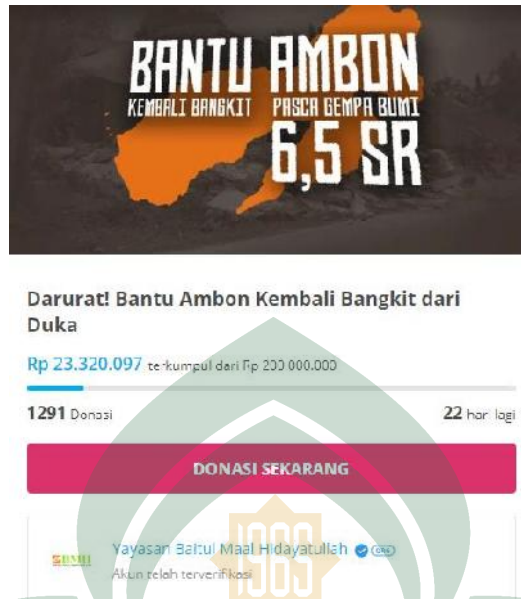 BANTU AMBON
KEMBALI BANGKIT PASCA GEMPA BUMI
6,5 SR
Darurat! Bantu Ambon Kembali Bangkit dari
Duka
Rp 23.320.097 terkumpul dari Rp 200.000.000
1291 Donasi 22 hari lagi
DONASI SEKARANG
BMH Yayasan Baitul Maal Hidayatullah
Akun telah terverifikasi
1985